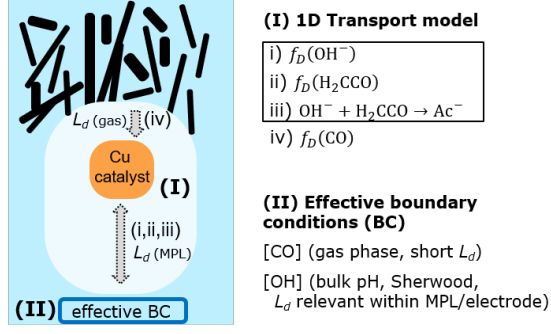 L_d (gas) (iv)
Cu
catalyst
(I)
(i,ii,iii)
L_d (MPL)
(II) effective BC
(I) 1D Transport model
i) f_D(OH⁻)
ii) f_D(H₂CCO)
iii) OH⁻ + H₂CCO → Ac⁻
iv) f_D(CO)
(II) Effective boundary
conditions (BC)
[CO] (gas phase, short L_d)
[OH] (bulk pH, Sherwood,
L_d relevant within MPL/electrode)